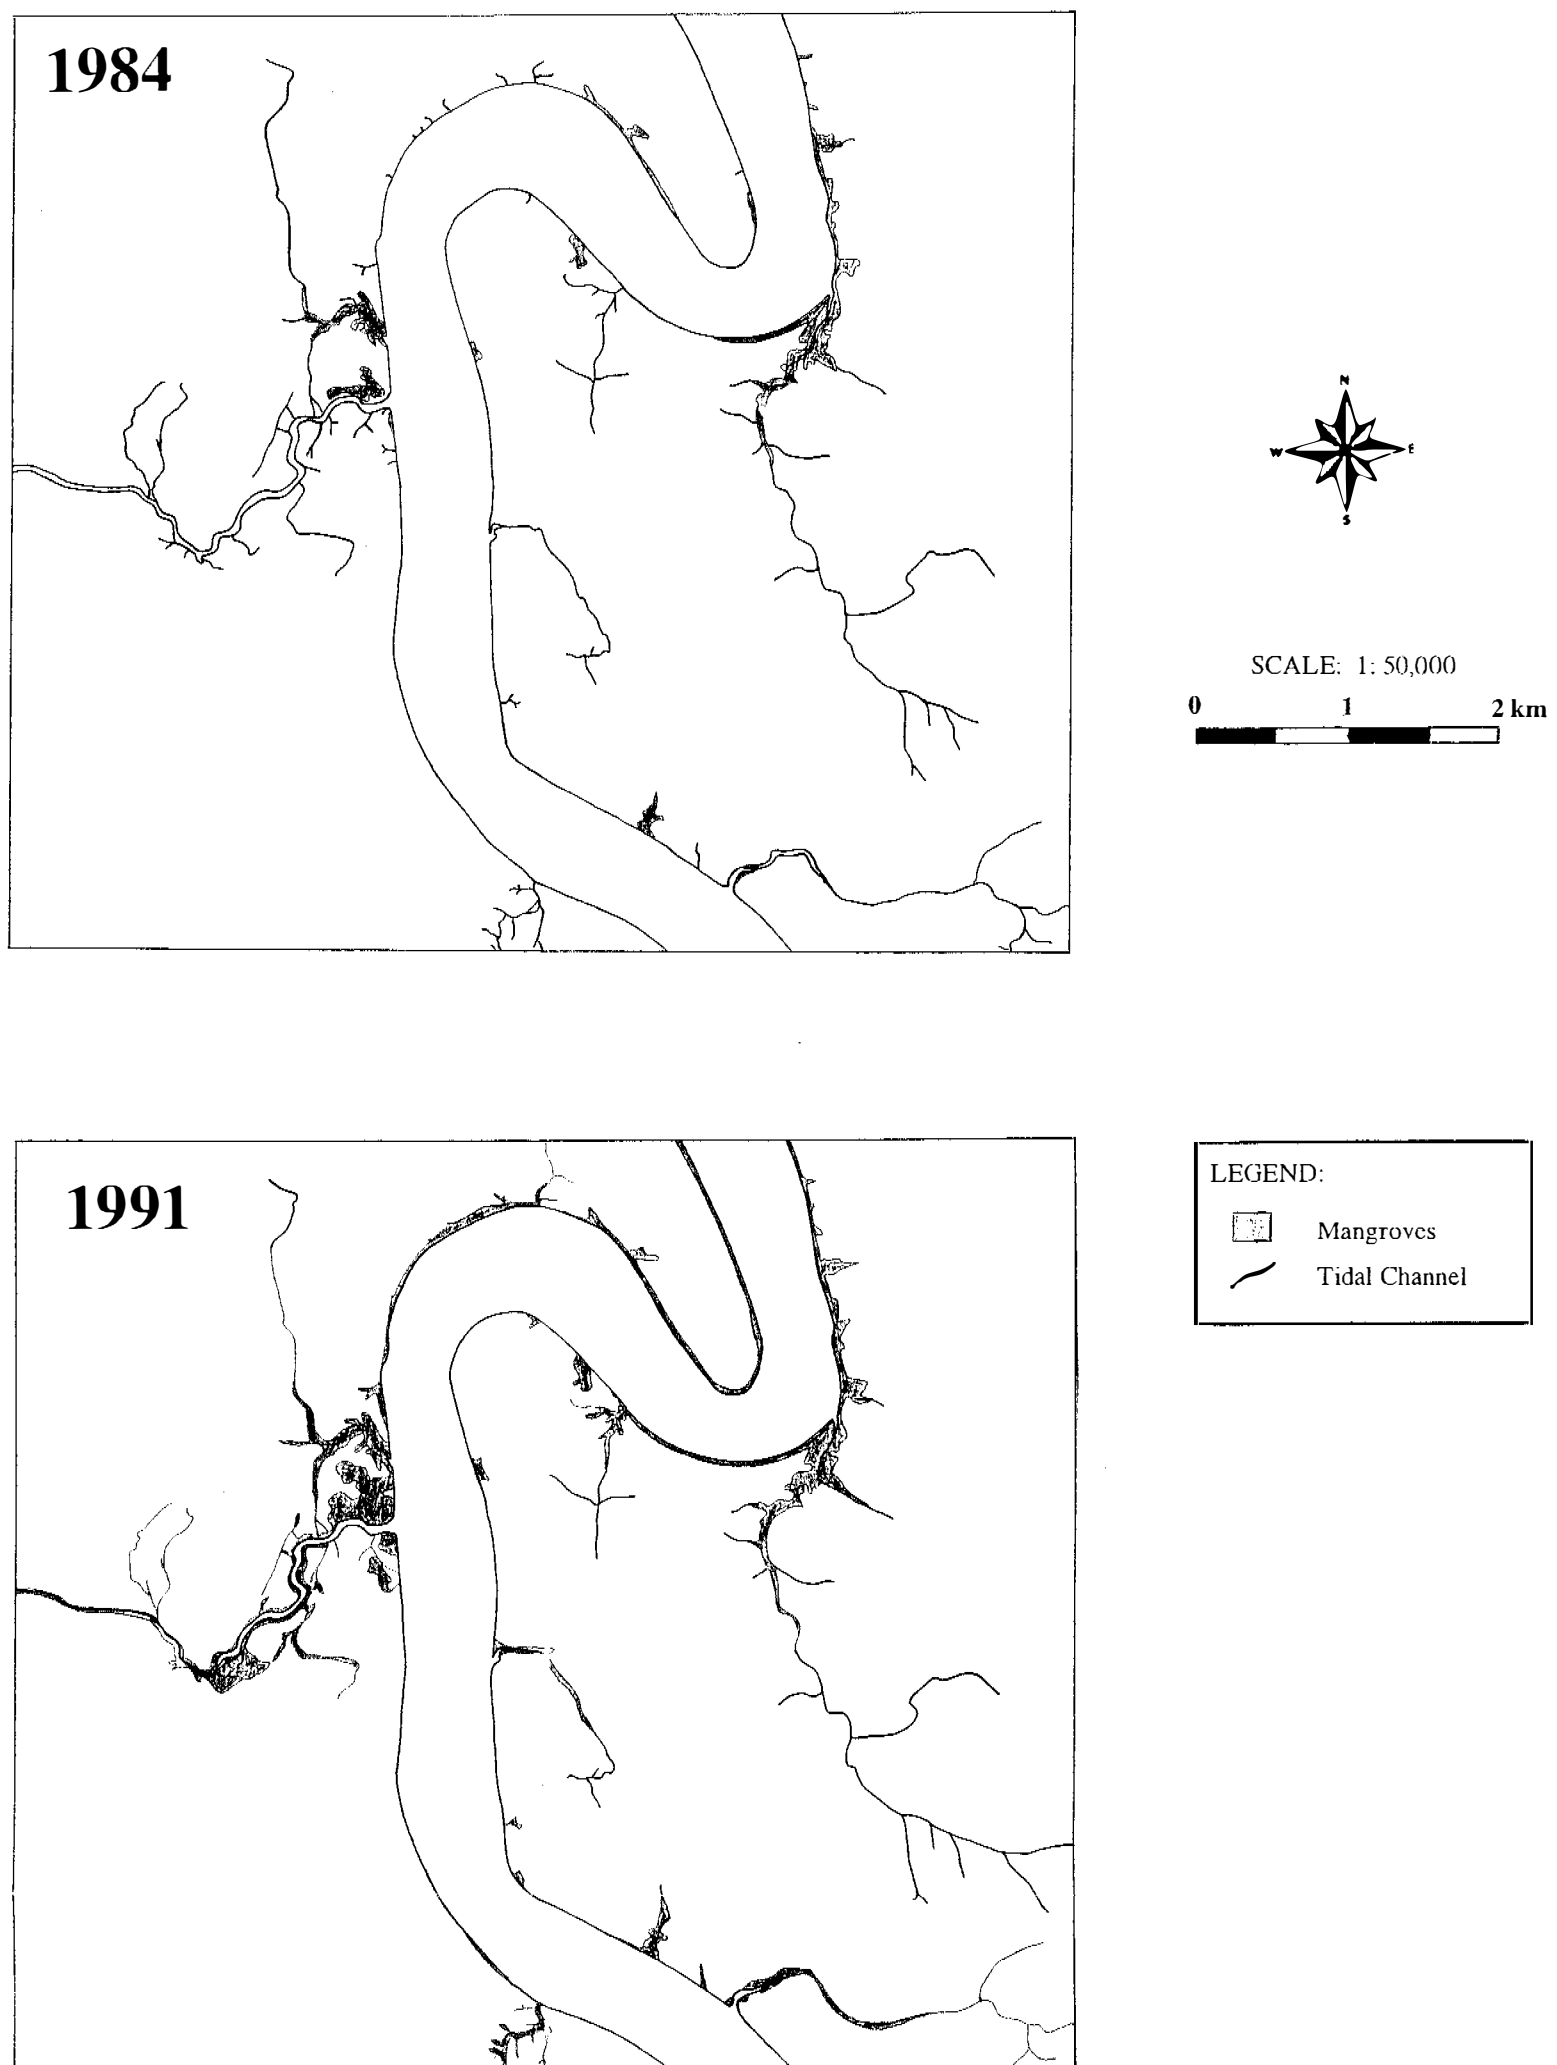 1984
N
W E
S
SCALE: 1: 50,000
0 1 2 km
1991
LEGEND:
Mangroves
Tidal Channel